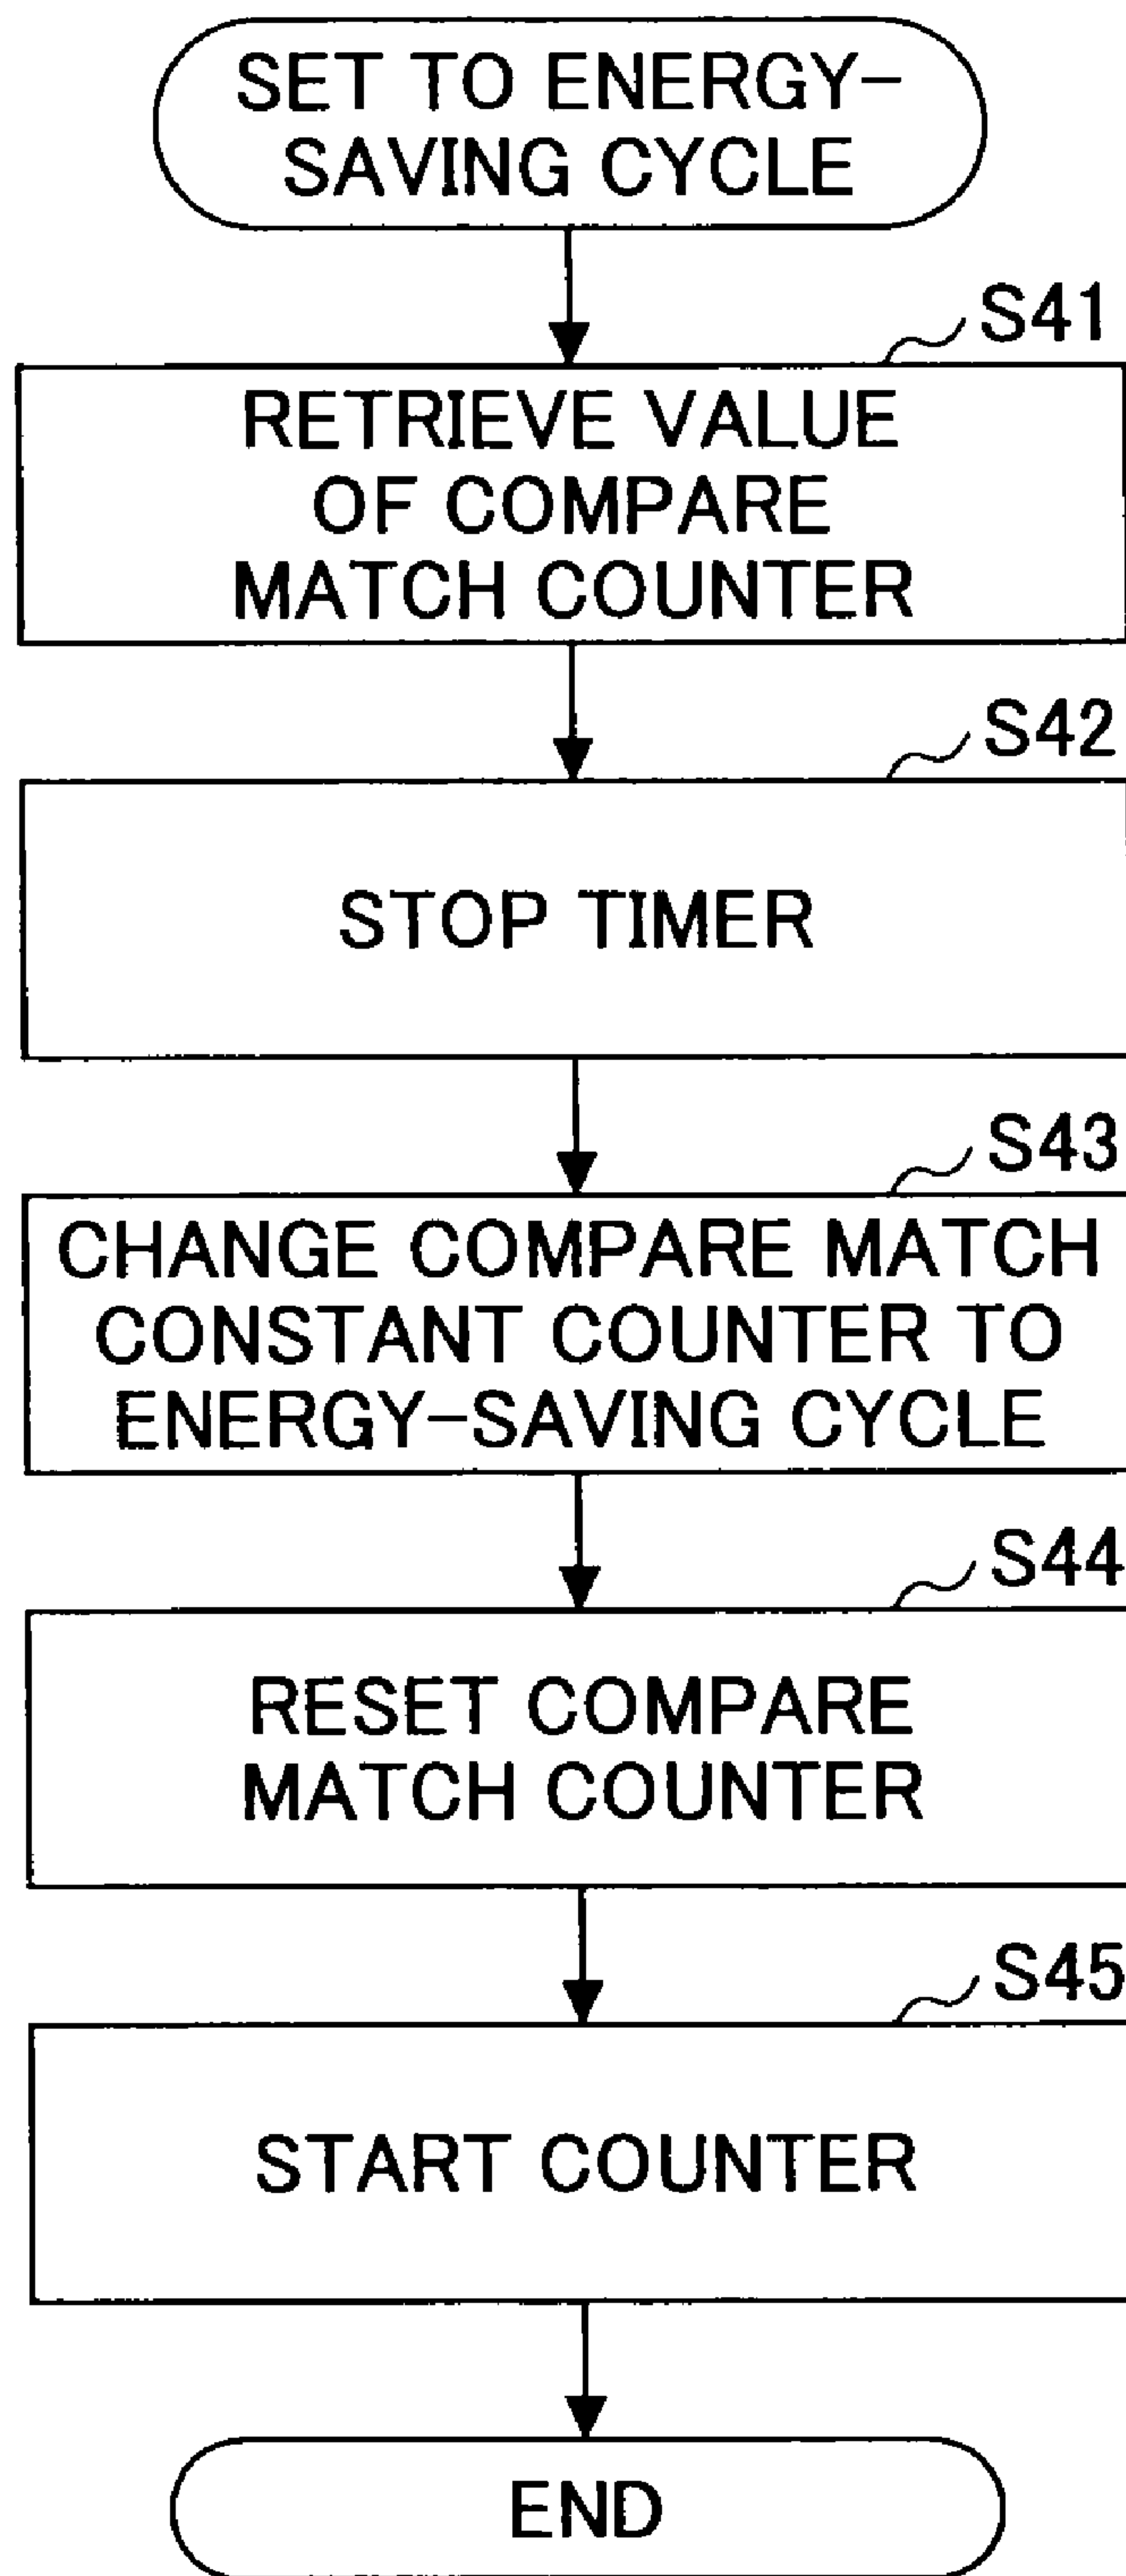 SET TO ENERGY-
SAVING CYCLE
S41
RETRIEVE VALUE
OF COMPARE
MATCH COUNTER
S42
STOP TIMER
S43
CHANGE COMPARE MATCH
CONSTANT COUNTER TO
ENERGY-SAVING CYCLE
S44
RESET COMPARE
MATCH COUNTER
S45
START COUNTER
END